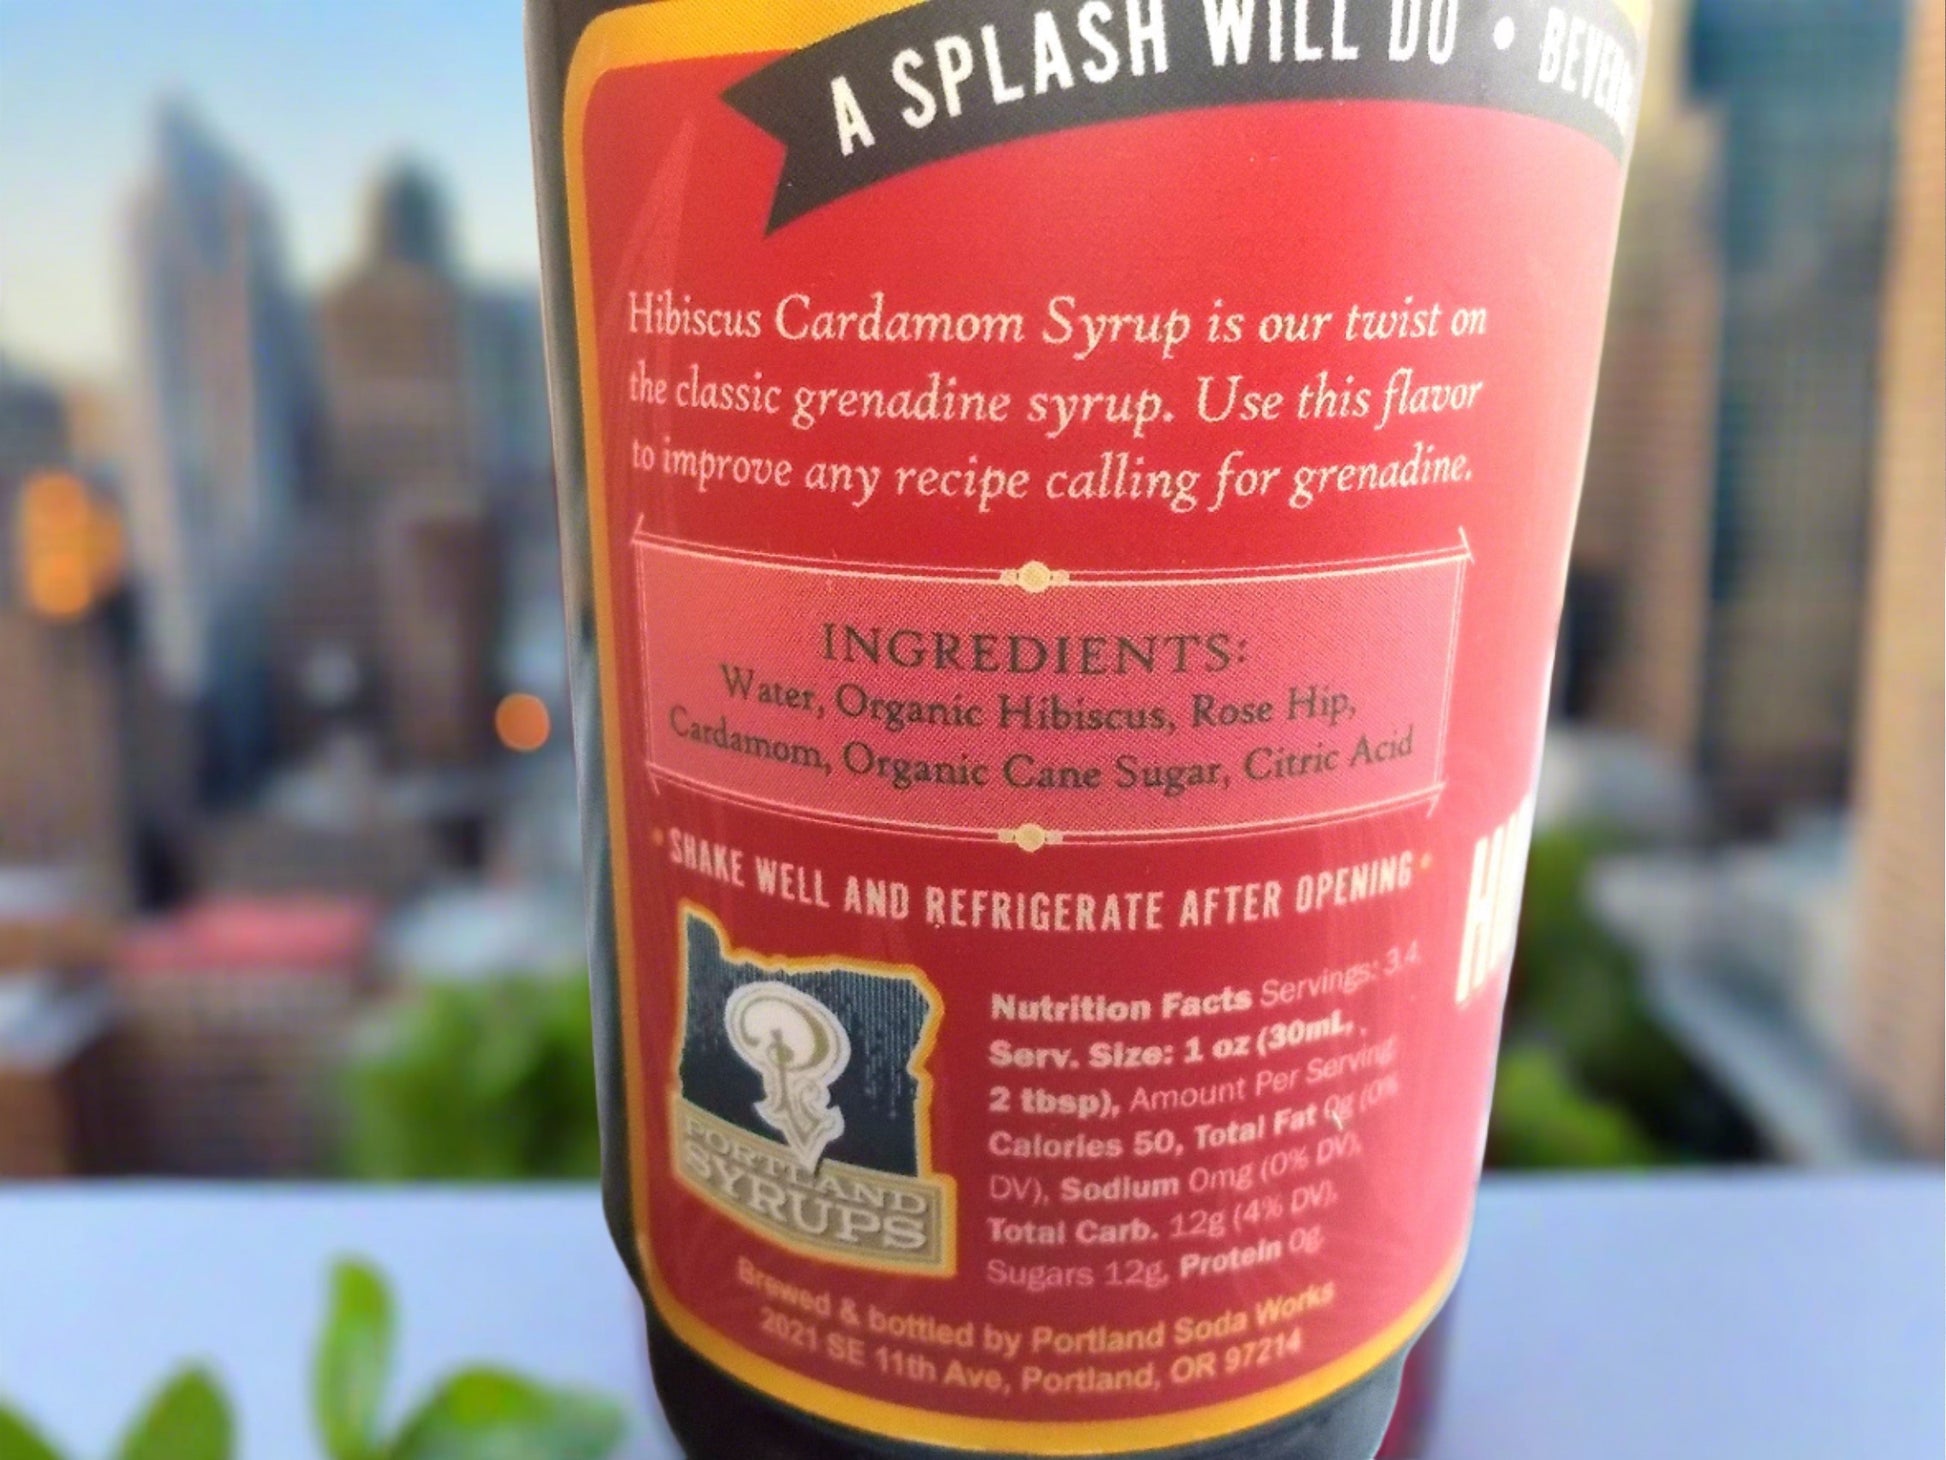 A SPLASH WILL DO •
Hibiscus Cardamom Syrup is our twist on
the classic grenadine syrup. Use this flavor
to improve any recipe calling for grenadine.
INGREDIENTS:
Water, Organic Hibiscus, Rose Hip,
Cardamom, Organic Cane Sugar, Citric Acid
• SHAKE WELL AND REFRIGERATE AFTER OPENING •
PORTLAND
SYRUPS
Nutrition Facts Servings: 3.4,
Serv. Size: 1 oz (30mL,
2 tbsp), Amount Per Serving:
Calories 50, Total Fat 0g (0%
DV), Sodium 0mg (0% DV),
Total Carb. 12g (4% DV),
Sugars 12g, Protein 0g
Brewed & bottled by Portland Soda Works
2021 SE 11th Ave, Portland, OR 97214